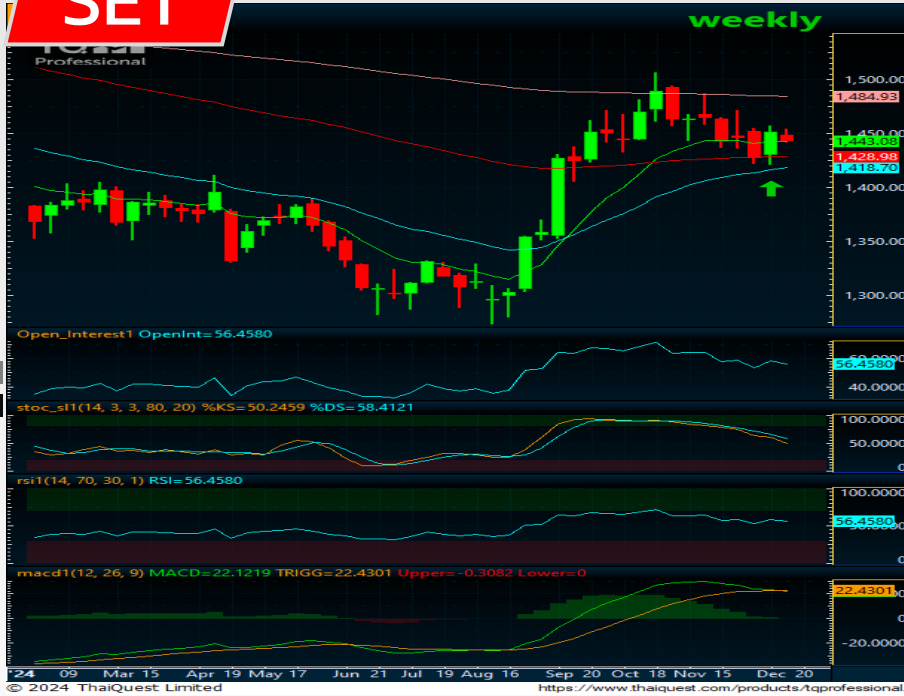 SET
weekly
Professional
1,500.00
1,484.93
1,450.00
1,443.08
1,428.98
1,418.70
1,400.00
1,350.00
1,300.00
Open_Interest1 OpenInt=56.4580
56.4580
40.0000
stoc_sl1(14, 3, 3, 80, 20) %KS=50.2459 %DS=58.4121
100.0000
50.0000
0
rsi1(14, 70, 30, 1) RSI=56.4580
100.0000
56.4580
0
macd1(12, 26, 9) MACD=22.1219 TRIGG=22.4301 Upper=-0.3082 Lower=0
22.4301
0
-20.0000
'24 09 Mar 15 Apr 19 May 17 Jun 21 Jul 19 Aug 16 Sep 20 Oct 18 Nov 15 Dec 20
© 2024 ThaiQuest Limited https://www.thaiquest.com/products/tqprofessional